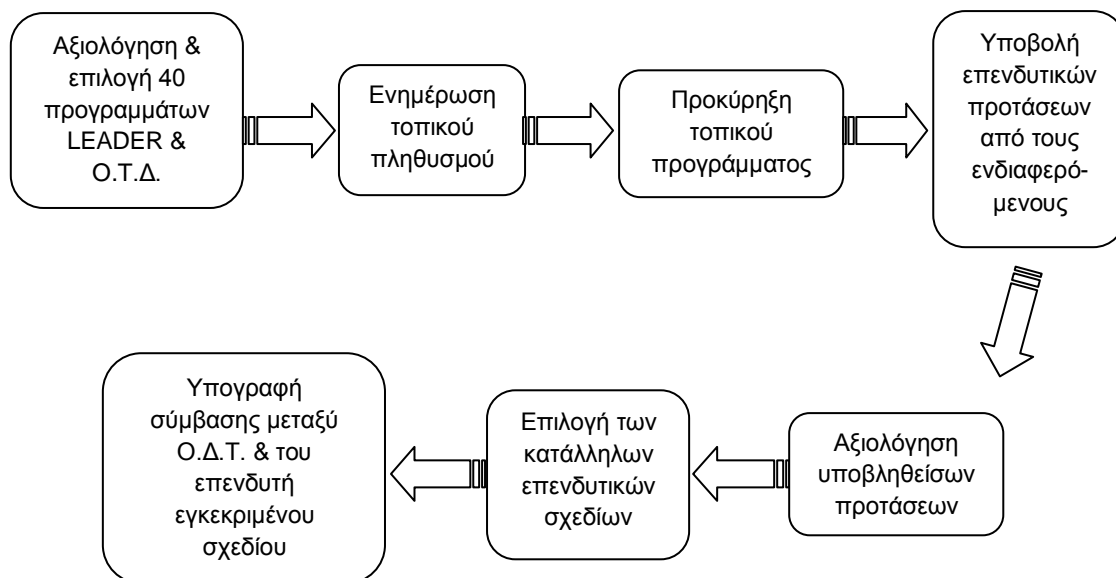 Αξιολόγηση &
επιλογή 40
προγραμμάτων
LEADER &
Ο.Τ.Δ.
Ενημέρωση
τοπικού
πληθυσμού
Προκύρηξη
τοπικού
προγράμματος
Υποβολή
επενδυτικών
προτάσεων
από τους
ενδιαφερό-
μενους
Αξιολόγηση
υποβληθείσων
προτάσεων
Επιλογή των
κατάλληλων
επενδυτικών
σχεδίων
Υπογραφή
σύμβασης μεταξύ
Ο.Δ.Τ. & του
επενδυτή
εγκεκριμένου
σχεδίου